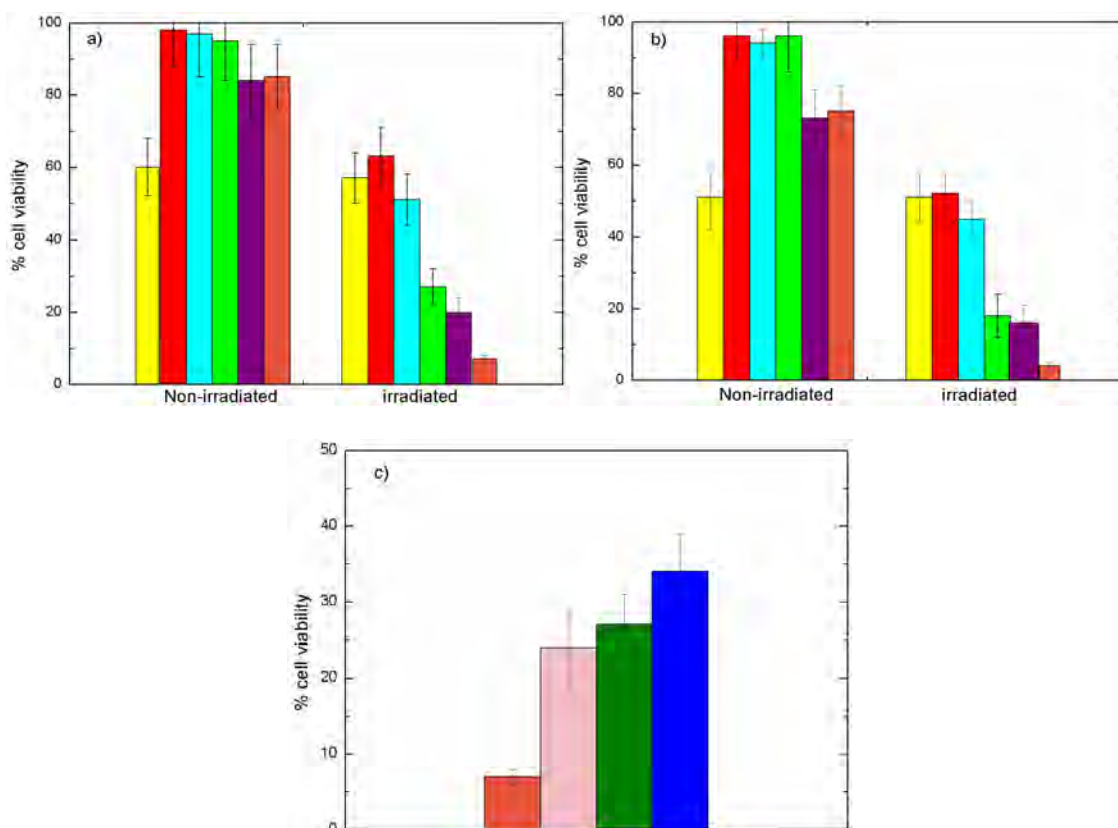 a)
100
80
60
40
20
0
% cell viability
Non-irradiated
irradiated
b)
100
80
60
40
20
0
% cell viability
Non-irradiated
irradiated
c)
50
40
30
20
10
0
% cell viability